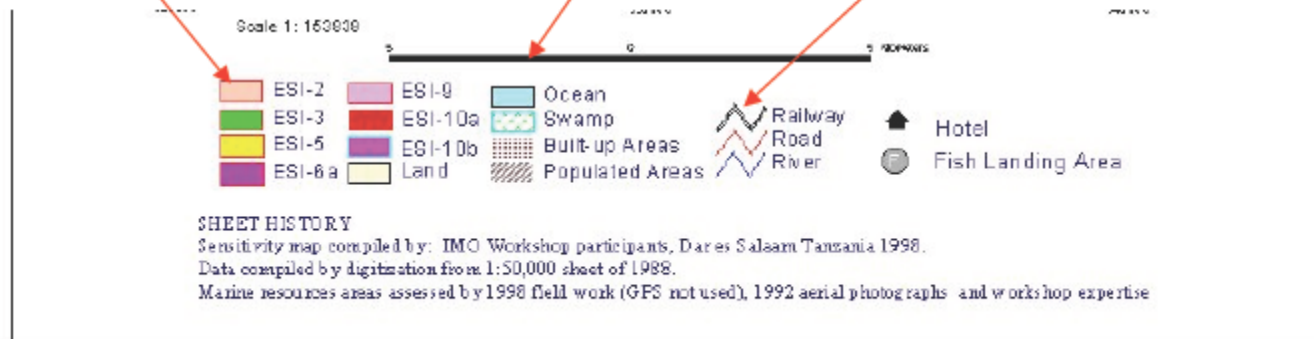 Scale 1: 153939
5 0 5 Kilometers
ESI-2 ESI-9 Ocean
ESI-3 ESI-10a Swamp Railway Hotel
ESI-5 ESI-10b Built-up Areas Road
ESI-6a Land Populated Areas River Fish Landing Area
F
SHEET HISTORY
Sensitivity map compiled by: IMO Workshop participants, Dar es Salaam Tanzania 1998.
Data compiled by digitization from 1:50,000 sheet of 1988.
Marine resources areas assessed by 1998 field work (GPS not used), 1992 aerial photographs and workshop expertise